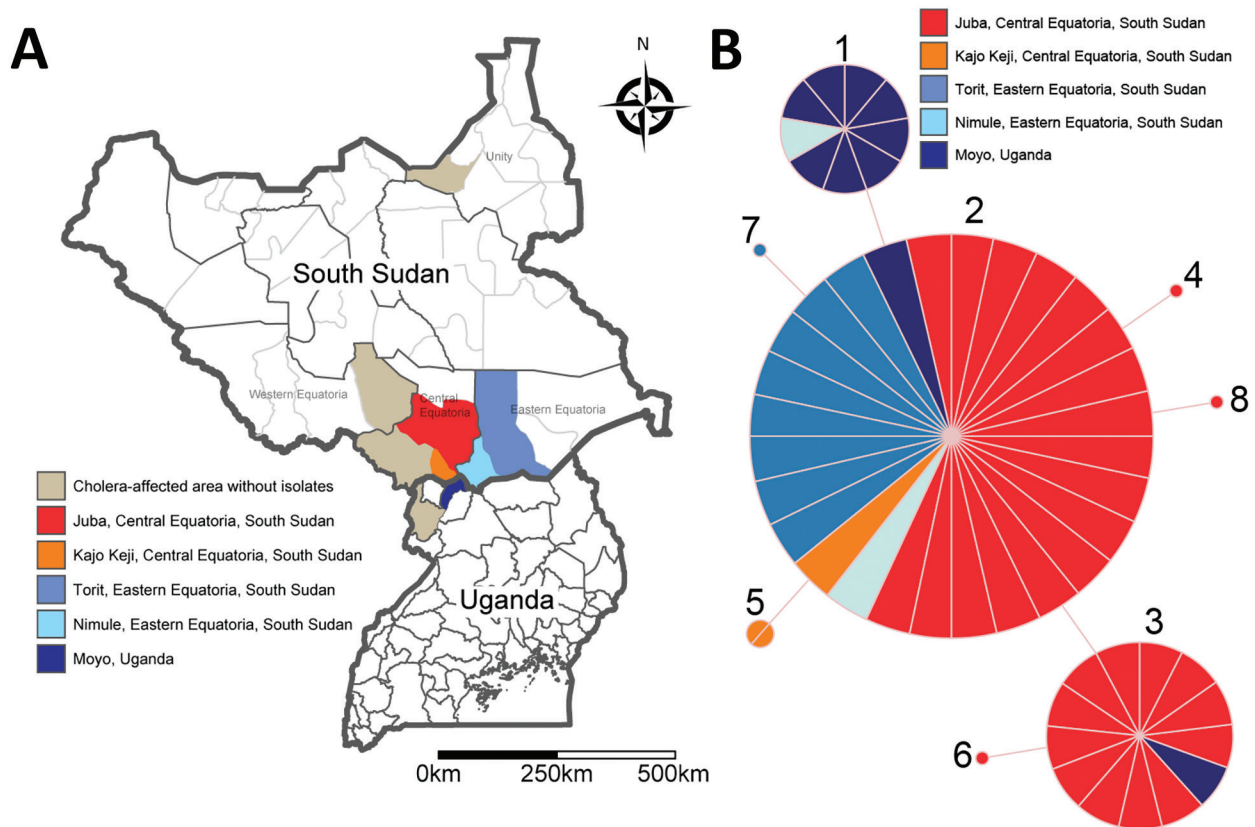 A
N
Unity
South Sudan
Western Equatoria
Central
Equatoria
Eastern Equatoria
Cholera-affected area without isolates
Juba, Central Equatoria, South Sudan
Kajo Keji, Central Equatoria, South Sudan
Torit, Eastern Equatoria, South Sudan
Nimule, Eastern Equatoria, South Sudan
Moyo, Uganda
Uganda
0km 250km 500km
B
Juba, Central Equatoria, South Sudan
Kajo Keji, Central Equatoria, South Sudan
Torit, Eastern Equatoria, South Sudan
Nimule, Eastern Equatoria, South Sudan
Moyo, Uganda
1
2
7
4
8
5
3
6